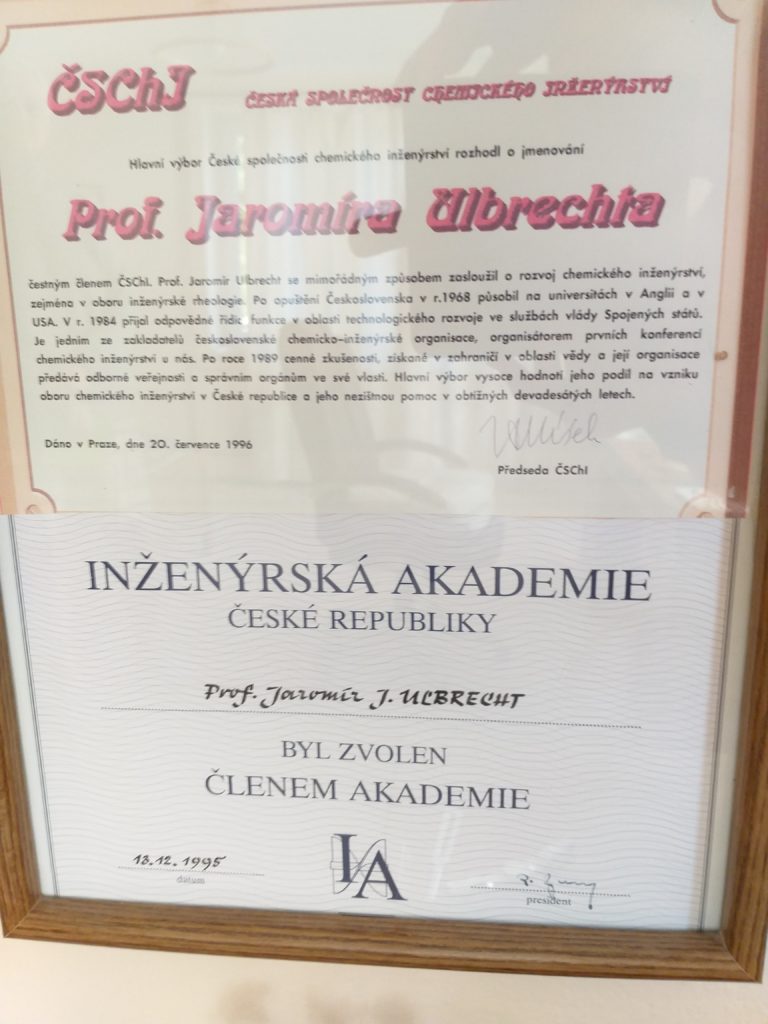 ČSChI
ČESKÁ SPOLEČNOST CHEMICKÉHO INŽENÝRSTVÍ
Hlavní výbor České společnosti chemického inženýrství rozhodl o jmenování
Prof. Jaromíra Ulbrechta
čestným členem ČSChI. Prof. Jaromír Ulbrecht se mimořádným způsobem zasloužil o rozvoj chemického inženýrství,
zejména v oboru inženýrské rheologie. Po opuštění Československa v r.1968 působil na universitách v Anglii a v
USA. V r. 1984 přijal odpovědné řídíc funkce v oblasti technologického rozvoje ve službách vlády Spojených států.
Je jedním ze zakladatelů československé chemicko-inženýrské organisace, organisátorem prvních konferencí
chemického inženýrství u nás. Po roce 1989 cenné zkušenosti, získané v zahraničí v oblasti vědy a její organisace
předává odborné veřejnosti a správním orgánům ve své vlasti. Hlavní výbor vysoce hodnotí jeho podíl na vzniku
oboru chemického inženýrství v České republice a jeho nezištnou pomoc v obtížných devadesátých letech.
Dáno v Praze, dne 20. července 1996
Předseda ČSChI
INŽENÝRSKÁ AKADEMIE
ČESKÉ REPUBLIKY
Prof. Jaromír J. ULBRECHT
BYL ZVOLEN
ČLENEM AKADEMIE
13.12.1995
datum
IA
president